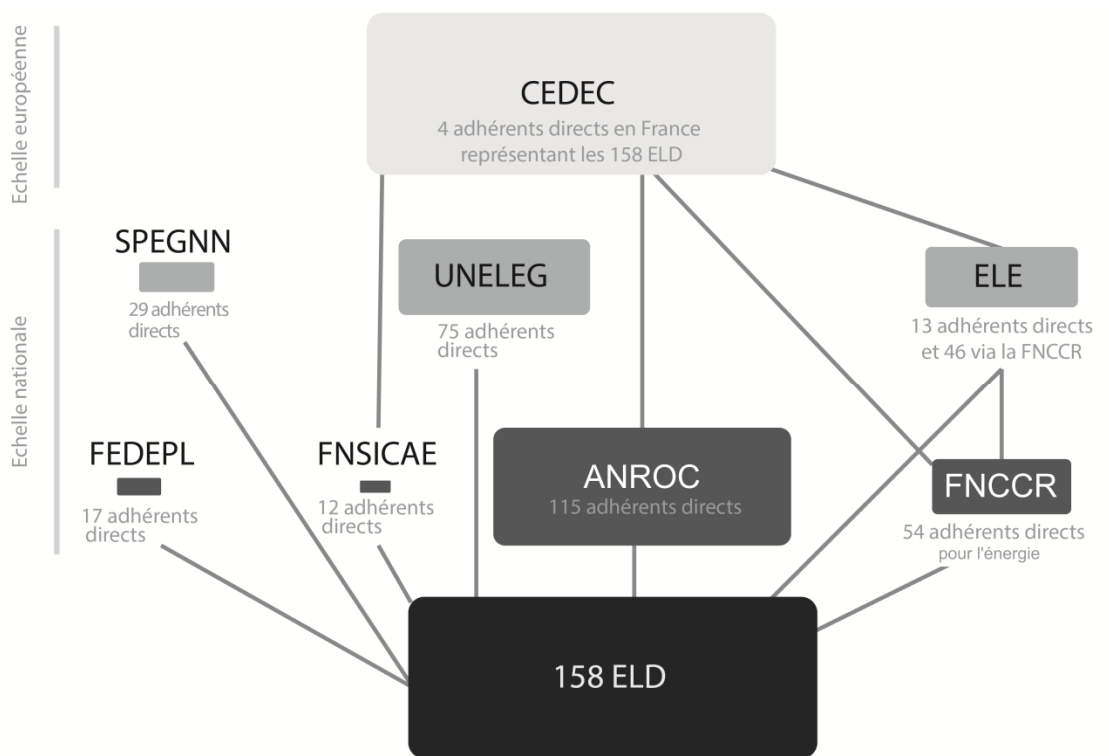 Echelle européenne
CEDEC
4 adhérents directs en France
représentant les 158 ELD
Echelle nationale
SPEGNN
29 adhérents
directs
UNELEG
75 adhérents
directs
ELE
13 adhérents directs
et 46 via la FNCCR
FEDEPL
17 adhérents
directs
FNSICAE
12 adhérents
directs
ANROC
115 adhérents directs
FNCCR
54 adhérents directs
pour l'énergie
158 ELD